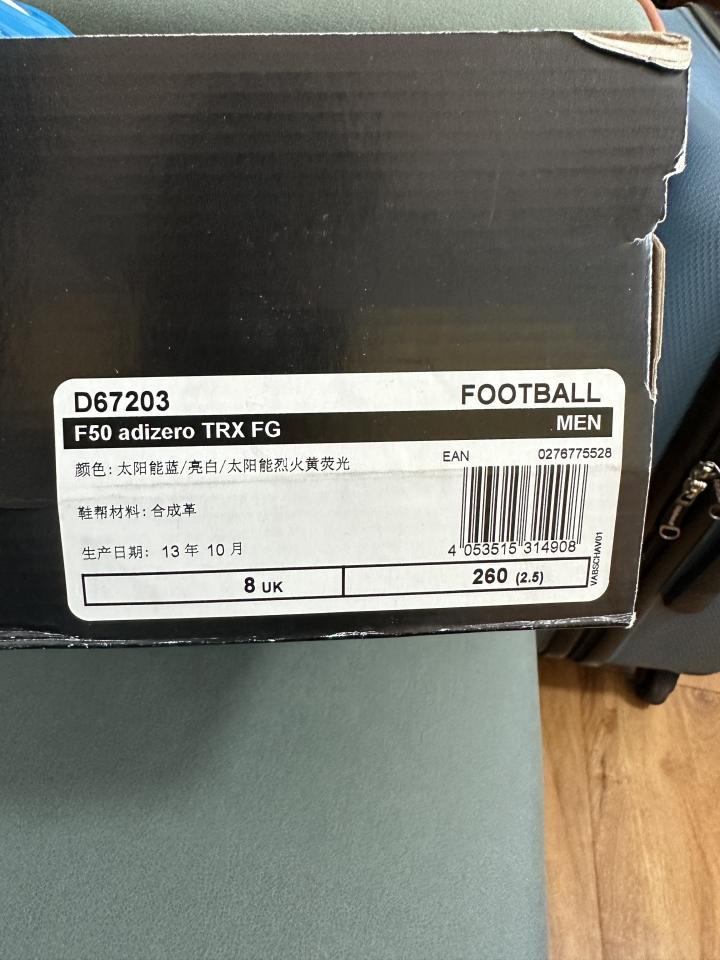 D67203 FOOTBALL
F50 adizero TRX FG MEN
EAN 0276775528
颜色: 太阳能蓝/亮白/太阳能烈火黄荧光
鞋帮材料: 合成革
生产日期: 13 年 10 月
4 053515 314908
VABSCHAV01
8 UK 260 (2.5)